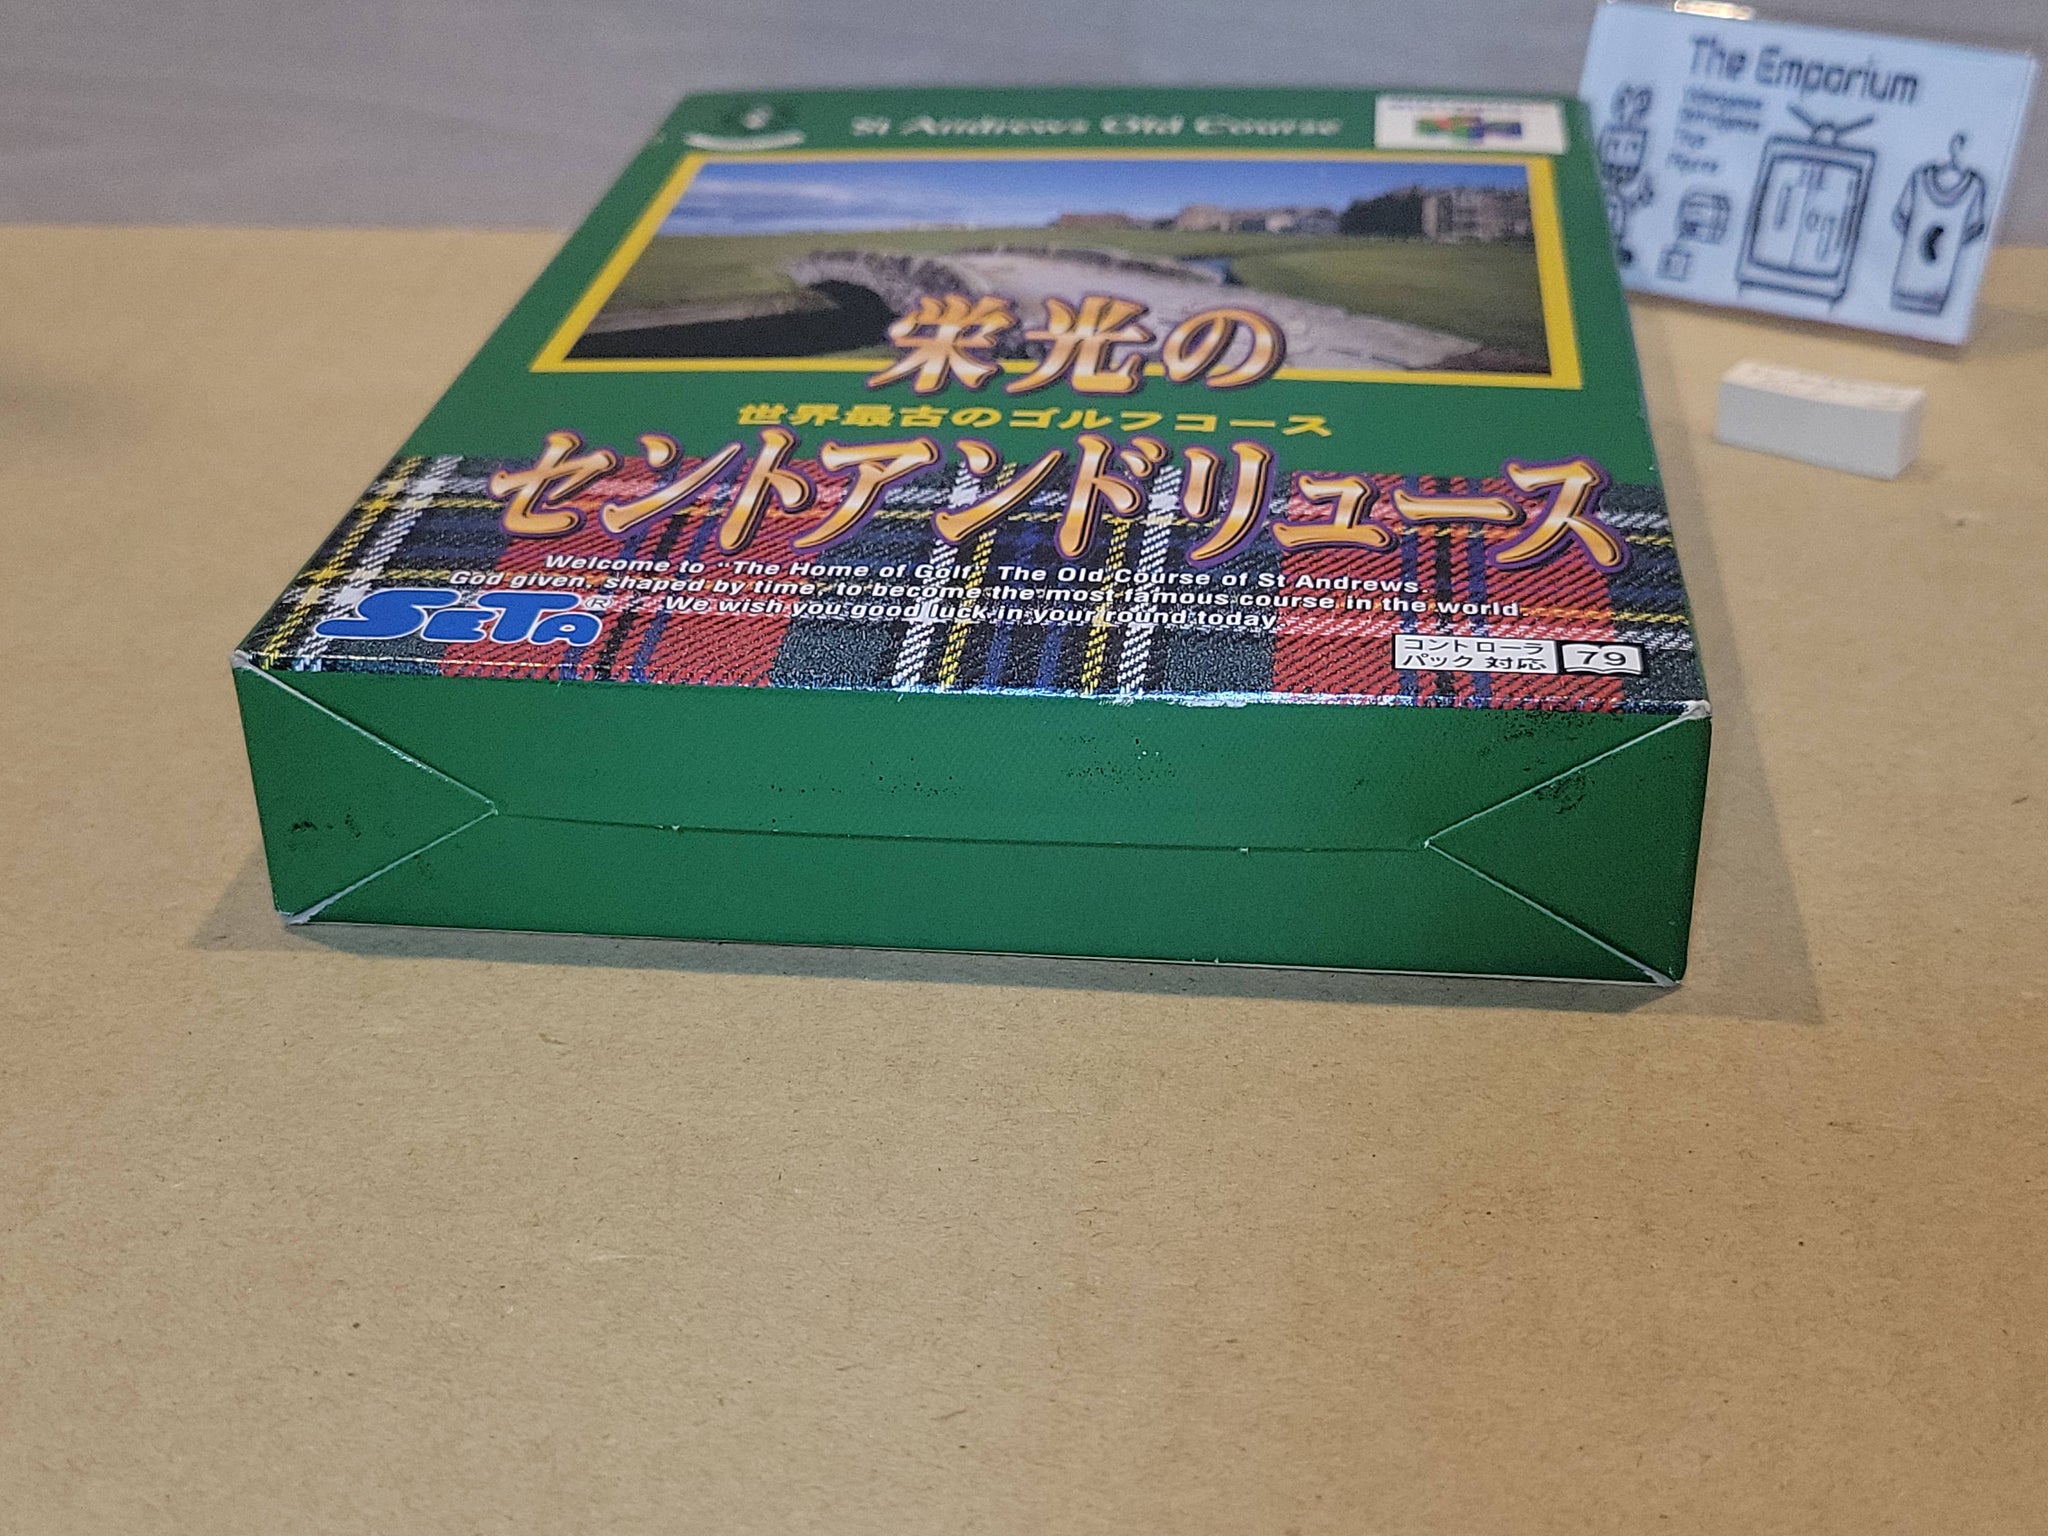 The Emporium
St Andrews Old Course
栄光の
世界最古のゴルフコース
セントアンドリュース
Welcome to "The Home of Golf" The Old Course of St Andrews.
God given, shaped by time, to become the most famous course in the world.
We wish you good luck in your round today.
SETA®
コントローラ
パック 対応
79